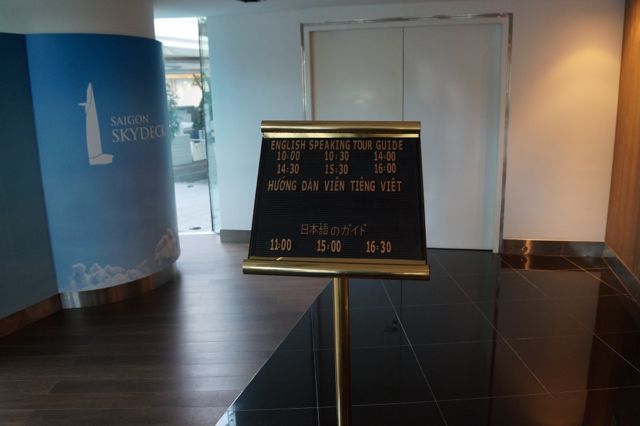 SAIGON
SKYDECK
ENGLISH SPEAKING TOUR GUIDE
10:00 10:30 14:00
14:30 15:30 16:00
HƯỚNG DẪN VIÊN TIẾNG VIỆT
日本語のガイド
11:00 15:00 16:30